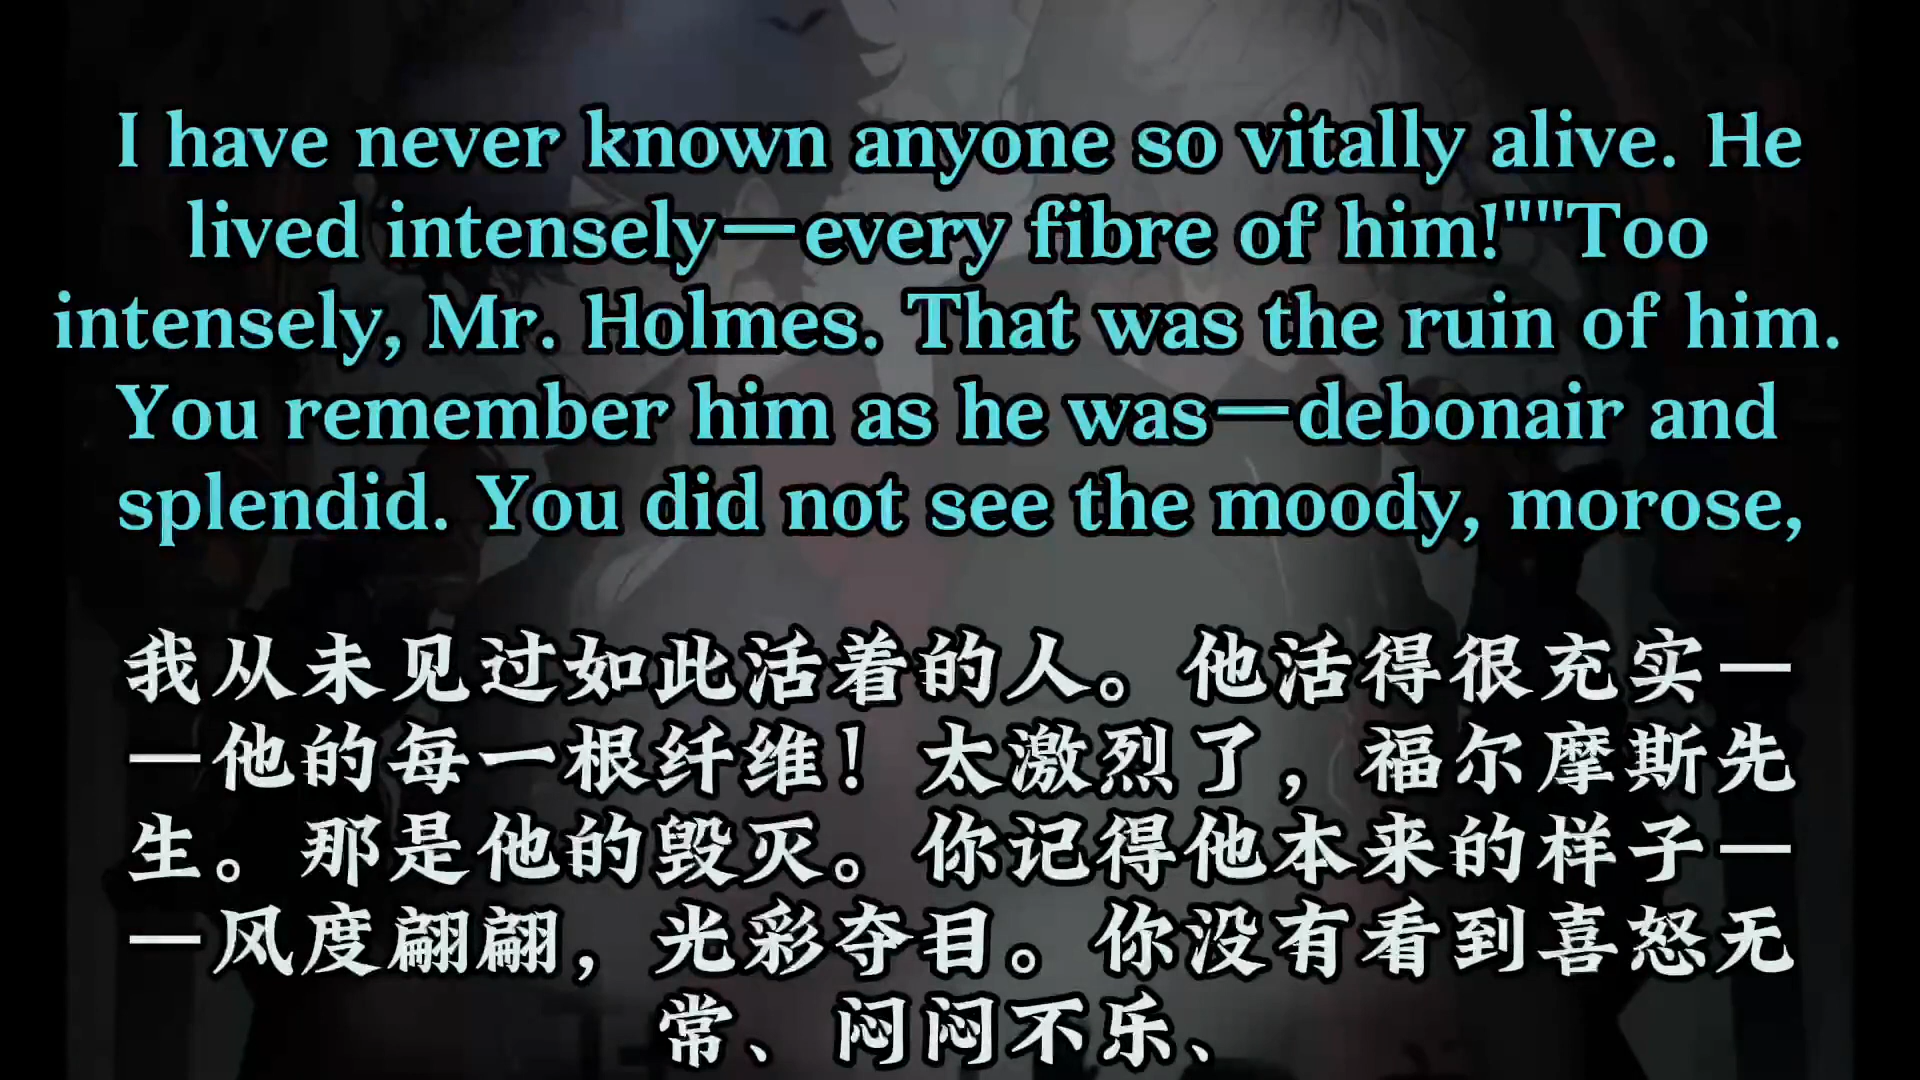 I have never known anyone so vitally alive. He
lived intensely—every fibre of him!""Too
intensely, Mr. Holmes. That was the ruin of him.
You remember him as he was—debonair and
splendid. You did not see the moody, morose,
我从未见过如此活着的人。他活得很充实—
—他的每一根纤维！太激烈了，福尔摩斯先
生。那是他的毁灭。你记得他本来的样子—
—风度翩翩，光彩夺目。你没有看到喜怒无
常、闷闷不乐、